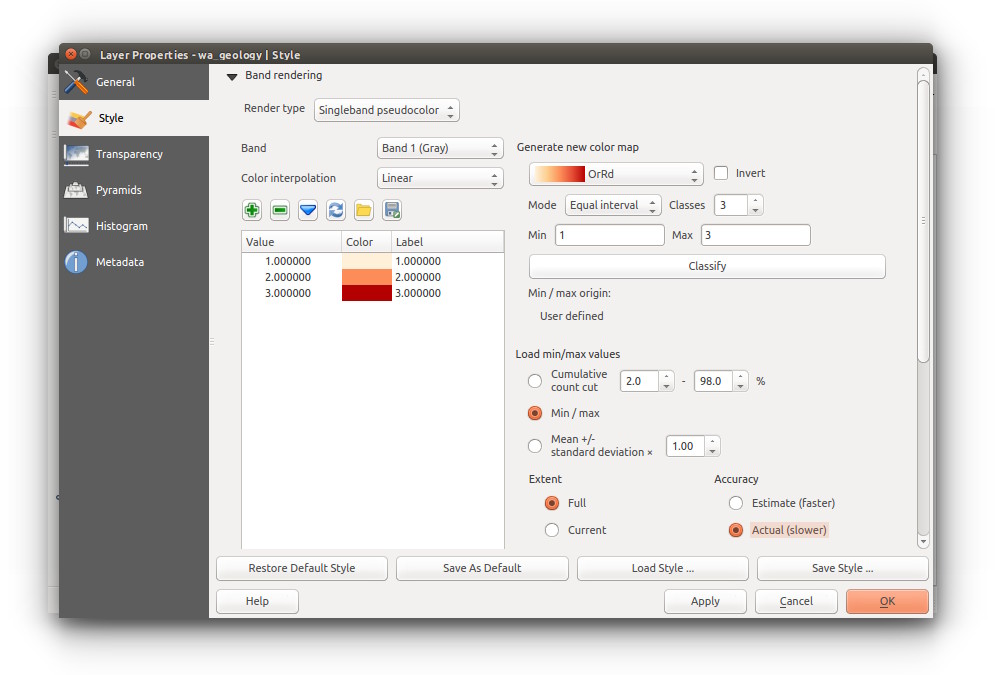 Layer Properties - wa_geology | Style
General
Style
Transparency
Pyramids
Histogram
Metadata
Band rendering
Render type Singleband pseudocolor
Band Band 1 (Gray)
Color interpolation Linear
Value Color Label
1.000000 1.000000
2.000000 2.000000
3.000000 3.000000
Generate new color map
OrRd Invert
Mode Equal interval Classes 3
Min 1 Max 3
Classify
Min / max origin:
User defined
Load min/max values
Cumulative
count cut 2.0 - 98.0 %
Min / max
Mean +/-
standard deviation × 1.00
Extent Accuracy
Full Estimate (faster)
Current Actual (slower)
Restore Default Style Save As Default Load Style ... Save Style ...
Help Apply Cancel OK